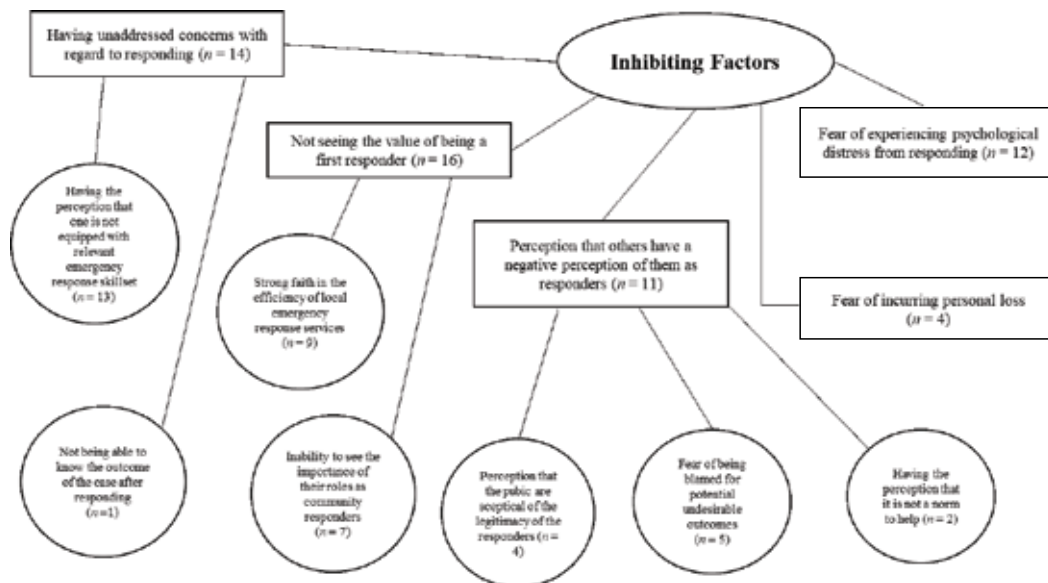 Having unaddressed concerns with
regard to responding (n = 14)
Inhibiting Factors
Not seeing the value of being a
first responder (n = 16)
Fear of experiencing psychological
distress from responding (n = 12)
Having the
perception that
one is not
equipped with
relevant
emergency
response skillset
(n = 13)
Perception that others have a
negative perception of them as
responders (n = 11)
Strong faith in the
efficiency of local
emergency
response services
(n = 9)
Fear of incurring personal loss
(n = 4)
Not being able to
know the outcome
of the case after
responding
(n =1)
Inability to see the
importance of
their roles as
community
responders
(n = 7)
Perception that
the pubic are
sceptical of the
legitimacy of the
responders (n =
4)
Fear of being
blamed for
potential
undesirable
outcomes
(n = 5)
Having the
perception that
it is not a norm
to help (n = 2)